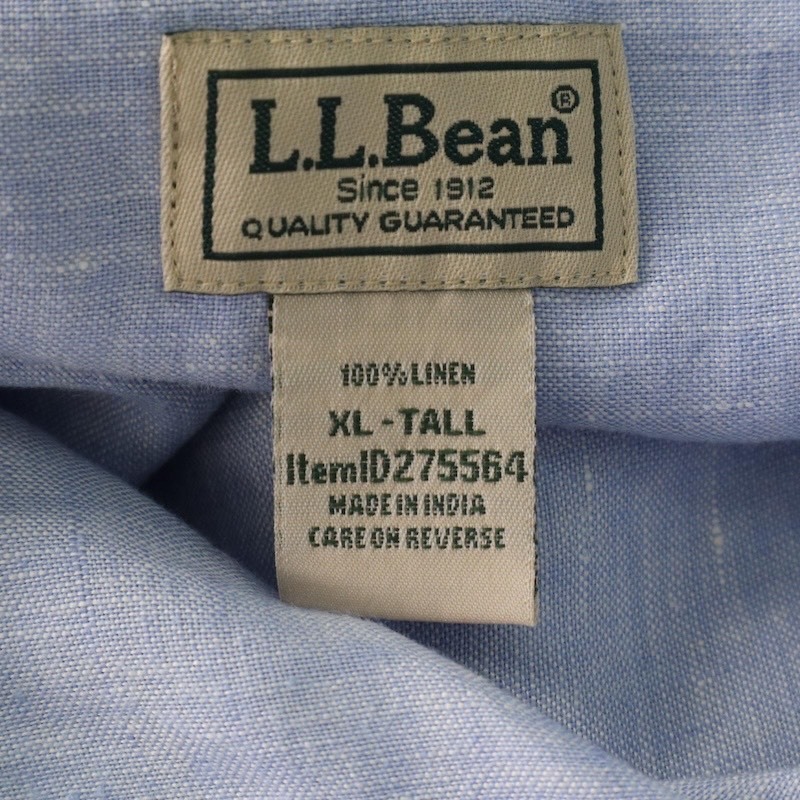 L.L.Bean®
Since 1912
QUALITY GUARANTEED
100% LINEN
XL - TALL
ItemID275564
MADE IN INDIA
CARE ON REVERSE